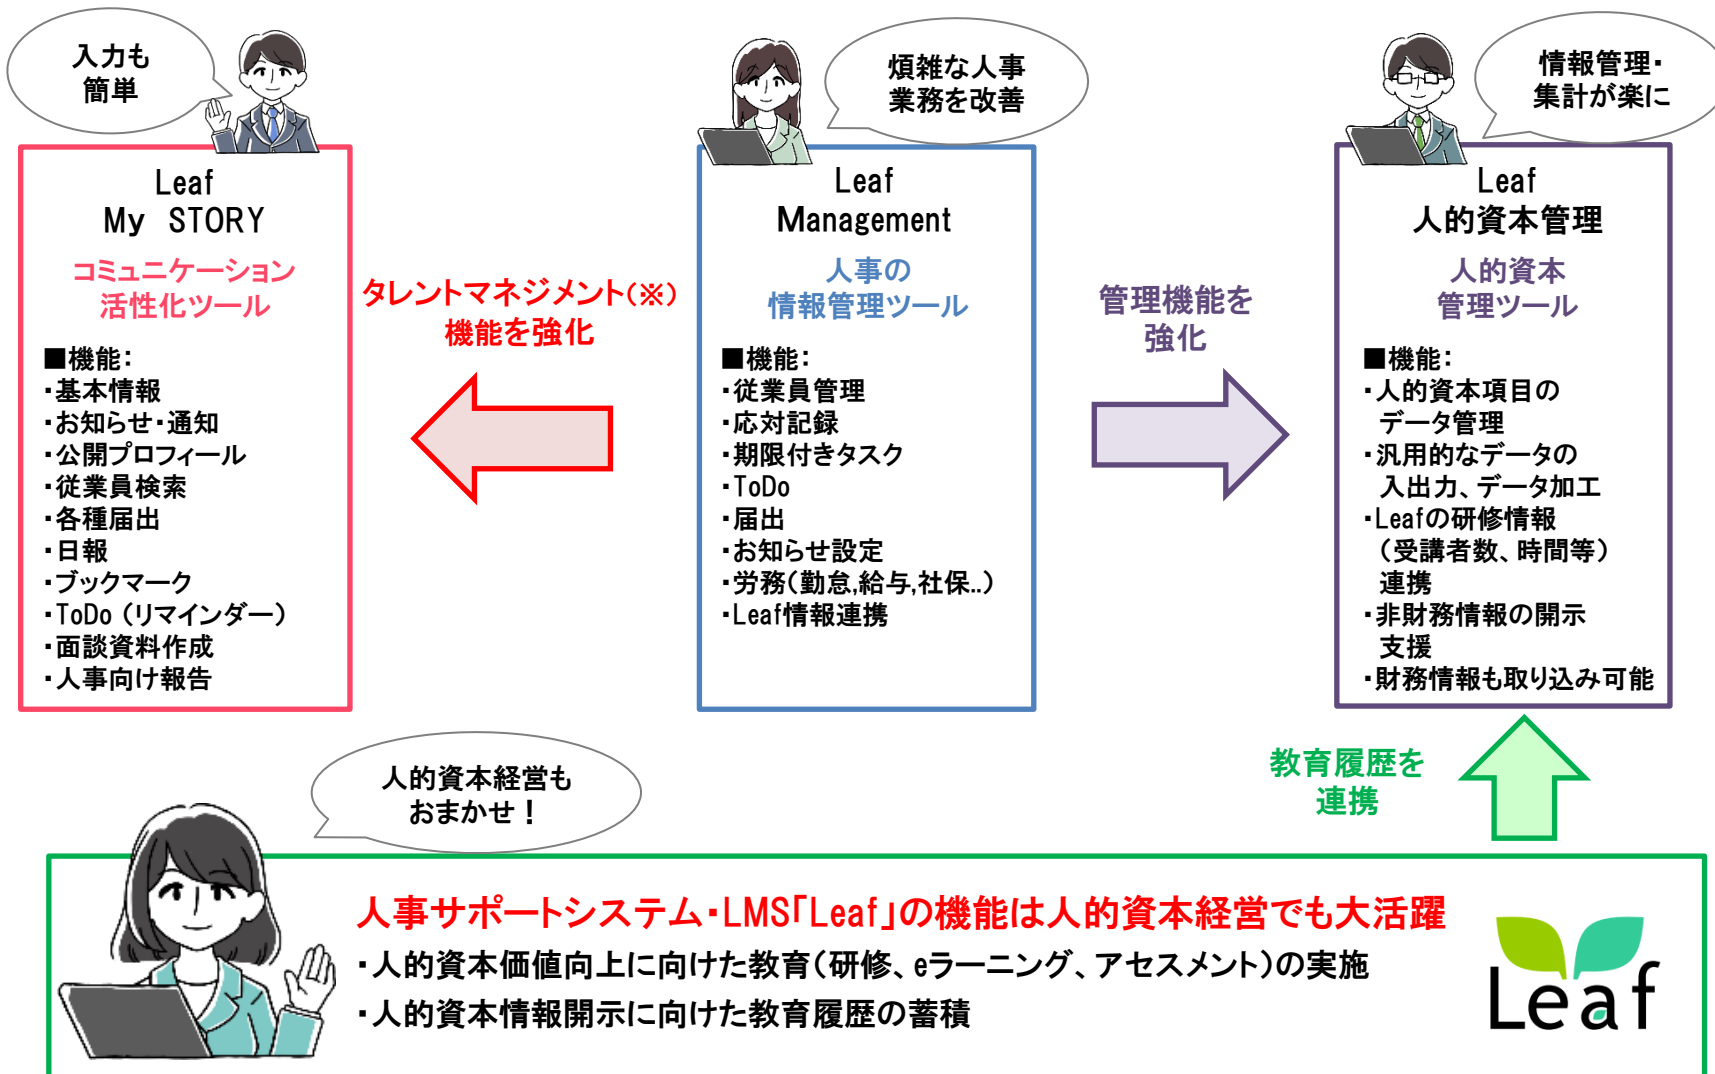 入力も
簡単
煩雑な人事
業務を改善
情報管理・
集計が楽に
Leaf
My STORY
コミュニケーション
活性化ツール
■機能：
・基本情報
・お知らせ・通知
・公開プロフィール
・従業員検索
・各種届出
・日報
・ブックマーク
・ToDo（リマインダー）
・面談資料作成
・人事向け報告
タレントマネジメント（※）
機能を強化
Leaf
Management
人事の
情報管理ツール
■機能：
・従業員管理
・応対記録
・期限付きタスク
・ToDo
・届出
・お知らせ設定
・労務（勤怠,給与,社保..）
・Leaf情報連携
管理機能を
強化
Leaf
人的資本管理
人的資本
管理ツール
■機能：
・人的資本項目の
データ管理
・汎用的なデータの
入出力、データ加工
・Leafの研修情報
（受講者数、時間等）
連携
・非財務情報の開示
支援
・財務情報も取り込み可能
教育履歴を
連携
人的資本経営も
おまかせ！
人事サポートシステム・LMS「Leaf」の機能は人的資本経営でも大活躍
・人的資本価値向上に向けた教育（研修、eラーニング、アセスメント）の実施
・人的資本情報開示に向けた教育履歴の蓄積
Leaf